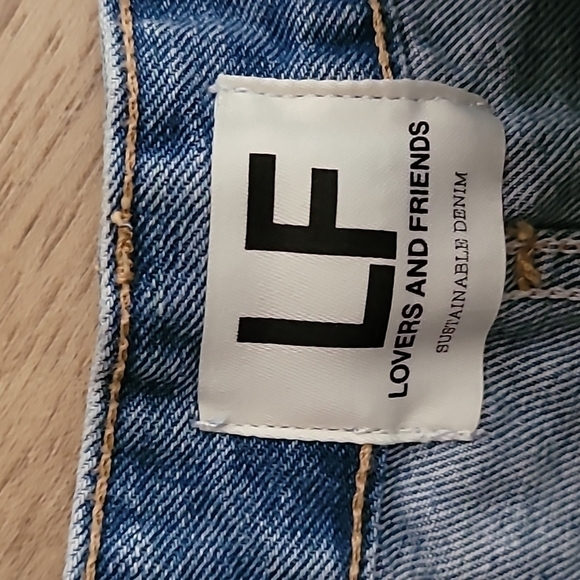 LF
LOVERS AND FRIENDS
SUSTAINABLE DENIM